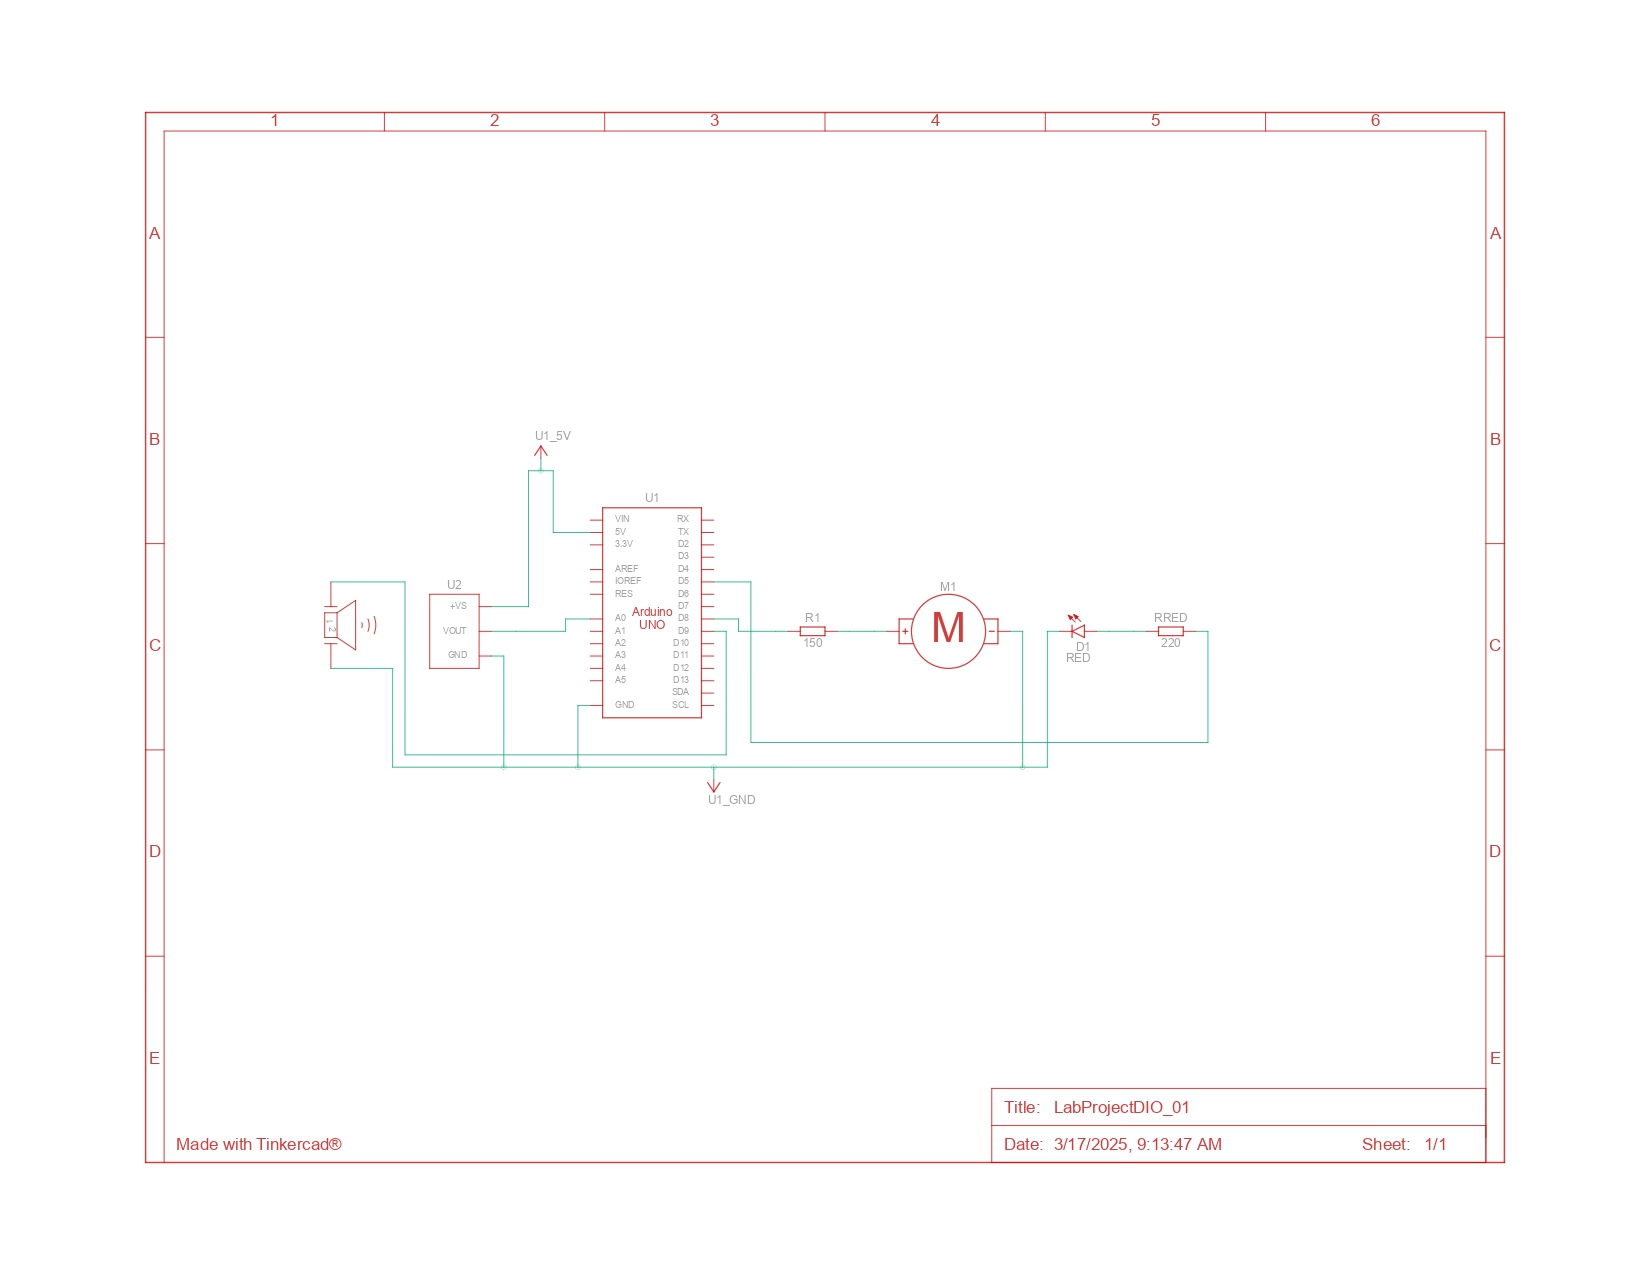 1 2 3 4 5 6
A A
B B
U1_5V
U1
VIN RX
5V TX
3.3V D2
D3
AREF D4
IOREF D5
RES D6
D7
A0 D8
A1 D9
A2 D10
A3 D11
A4 D12
A5 D13
SDA
GND SCL
Arduino
UNO
U2
+VS
VOUT
GND
1 2
R1
150
M1
+ M -
D1
RED
RRED
220
C C
U1_GND
D D
E E
Title: LabProjectDIO_01
Made with Tinkercad®
Date: 3/17/2025, 9:13:47 AM Sheet: 1/1